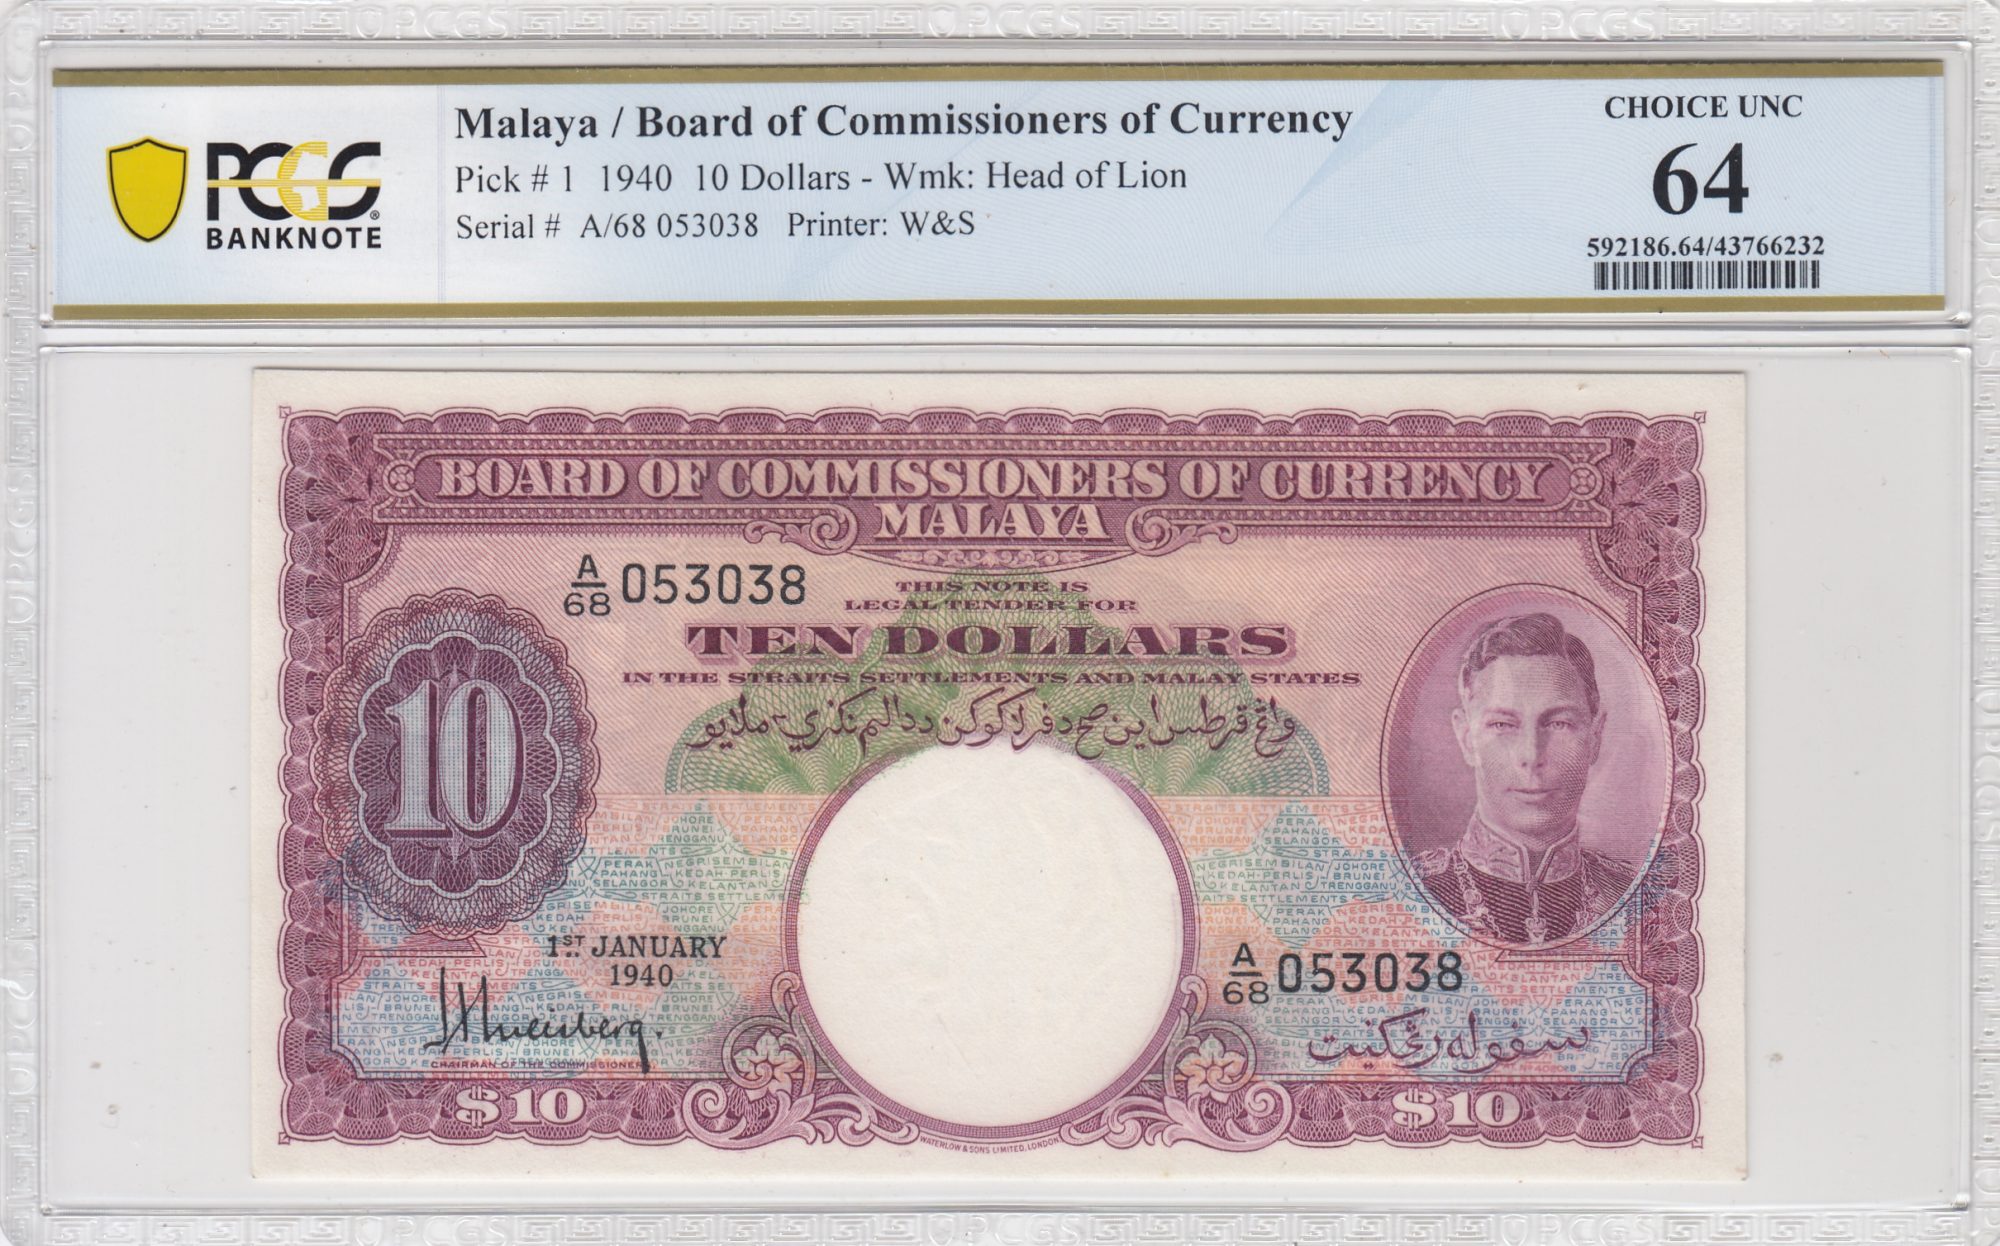 Malaya / Board of Commissioners of Currency
Pick # 1 1940 10 Dollars - Wmk: Head of Lion
Serial # A/68 053038 Printer: W&S
PCGS
BANKNOTE
CHOICE UNC
64
592186.64/43766232
BOARD OF COMMISSIONERS OF CURRENCY
MALAYA
A/68 053038
THIS NOTE IS
LEGAL TENDER FOR
TEN DOLLARS
IN THE STRAITS SETTLEMENTS AND MALAY STATES
10
1ST JANUARY
1940
A/68 053038
CHAIRMAN OF THE COMMISSIONERS
$10
$10
WATERLOW & SONS LIMITED, LONDON